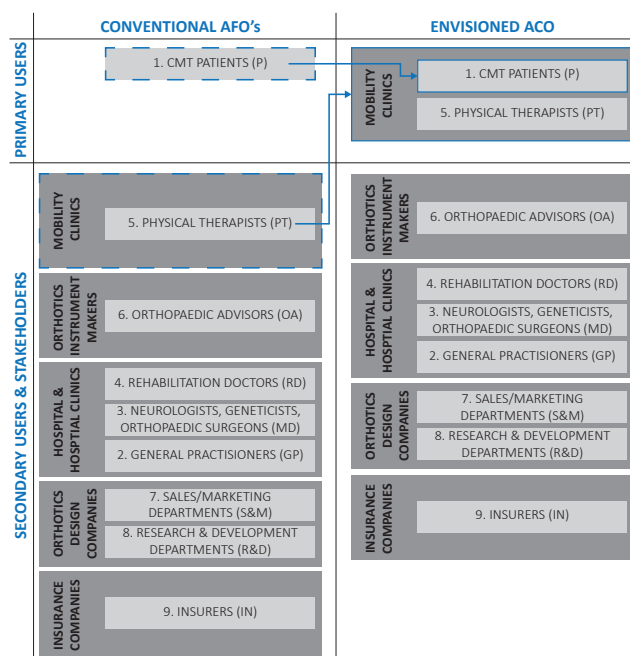 CONVENTIONAL AFO's
ENVISIONED ACO
PRIMARY USERS
1. CMT PATIENTS (P)
MOBILITY
CLINICS
1. CMT PATIENTS (P)
5. PHYSICAL THERAPISTS (PT)
SECONDARY USERS & STAKEHOLDERS
MOBILITY
CLINICS
5. PHYSICAL THERAPISTS (PT)
ORTHOTICS
INSTRUMENT
MAKERS
6. ORTHOPAEDIC ADVISORS (OA)
HOSPITAL &
HOSPTIAL CLINICS
4. REHABILITATION DOCTORS (RD)
3. NEUROLOGISTS, GENETICISTS,
ORTHOPAEDIC SURGEONS (MD)
2. GENERAL PRACTISIONERS (GP)
ORTHOTICS
DESIGN
COMPANIES
7. SALES/MARKETING
DEPARTMENTS (S&M)
8. RESEARCH & DEVELOPMENT
DEPARTMENTS (R&D)
INSURANCE
COMPANIES
9. INSURERS (IN)
ORTHOTICS
INSTRUMENT
MAKERS
6. ORTHOPAEDIC ADVISORS (OA)
HOSPITAL &
HOSPTIAL CLINICS
4. REHABILITATION DOCTORS (RD)
3. NEUROLOGISTS, GENETICISTS,
ORTHOPAEDIC SURGEONS (MD)
2. GENERAL PRACTISIONERS (GP)
ORTHOTICS
DESIGN
COMPANIES
7. SALES/MARKETING
DEPARTMENTS (S&M)
8. RESEARCH & DEVELOPMENT
DEPARTMENTS (R&D)
INSURANCE
COMPANIES
9. INSURERS (IN)